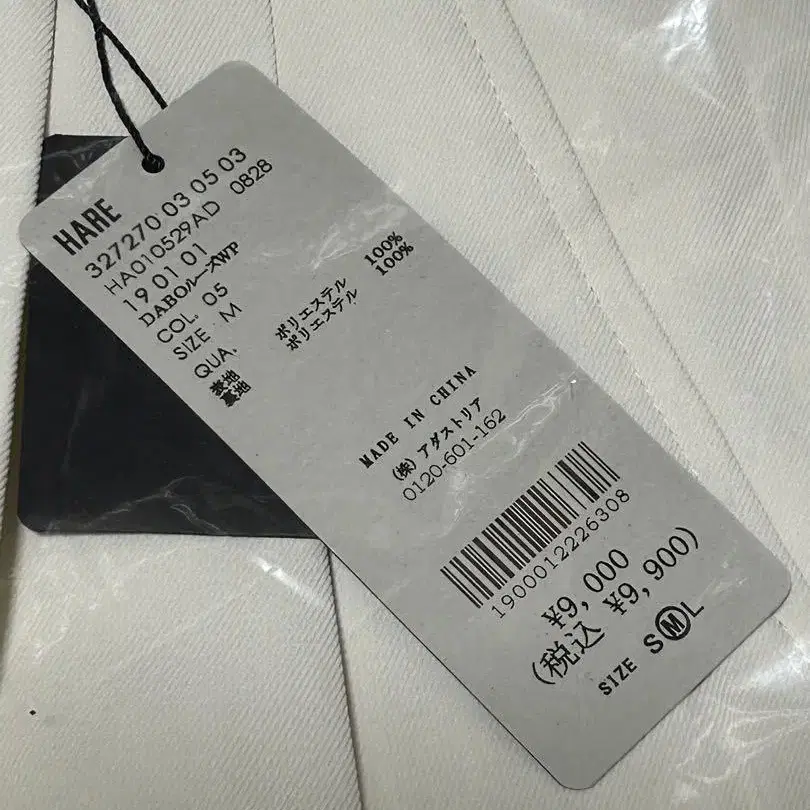 HARE
327270 03 05 03
HA010529AD 0828
19 01 01
DABOルーズWP
COL. 05
SIZE M
QUA.
表地 ポリエステル 100%
裏地 ポリエステル 100%
MADE IN CHINA
(株) アダストリア
0120-601-162
1900012226308
¥9,000
(税込 ¥9,900)
SIZE S M L